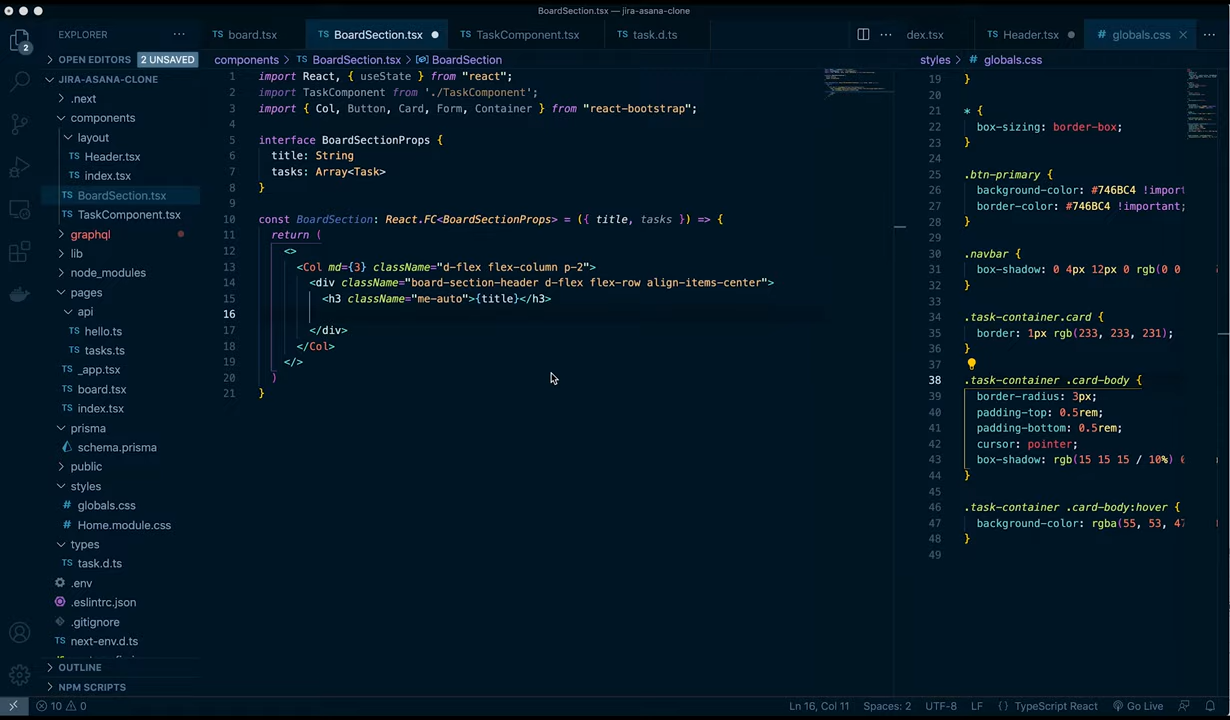 BoardSection.tsx — jira-asana-clone
EXPLORER
board.tsx
BoardSection.tsx
TaskComponent.tsx
task.d.ts
dex.tsx
Header.tsx
globals.css
2
OPEN EDITORS
2 UNSAVED
components
BoardSection.tsx
BoardSection
styles
globals.css
JIRA-ASANA-CLONE
.next
components
layout
Header.tsx
index.tsx
BoardSection.tsx
TaskComponent.tsx
graphql
lib
node_modules
pages
api
hello.ts
tasks.ts
_app.tsx
board.tsx
index.tsx
prisma
schema.prisma
public
styles
globals.css
Home.module.css
types
task.d.ts
.env
.eslintrc.json
.gitignore
next-env.d.ts
OUTLINE
NPM SCRIPTS
1 import React, { useState } from "react";
2 import TaskComponent from './TaskComponent';
3 import { Col, Button, Card, Form, Container } from "react-bootstrap";
4
5 interface BoardSectionProps {
6 title: String
7 tasks: Array<Task>
8 }
9
10 const BoardSection: React.FC<BoardSectionProps> = ({ title, tasks }) => {
11 return (
12 <>
13 <Col md={3} className="d-flex flex-column p-2">
14 <div className="board-section-header d-flex flex-row align-items-center">
15 <h3 className="me-auto">{title}</h3>
16
17 </div>
18 </Col>
19 </>
20 )
21 }
19 }
20
21 * {
22 box-sizing: border-box;
23 }
24
25 .btn-primary {
26 background-color: #746BC4 !import
27 border-color: #746BC4 !important;
28 }
29
30 .navbar {
31 box-shadow: 0 4px 12px 0 rgb(0 0
32 }
33
34 .task-container.card {
35 border: 1px rgb(233, 233, 231);
36 }
37
38 .task-container .card-body {
39 border-radius: 3px;
40 padding-top: 0.5rem;
41 padding-bottom: 0.5rem;
42 cursor: pointer;
43 box-shadow: rgb(15 15 15 / 10%)
44 }
45
46 .task-container .card-body:hover {
47 background-color: rgba(55, 53, 47
48 }
49
10 0
Ln 16, Col 11
Spaces: 2
UTF-8
LF
TypeScript React
Go Live